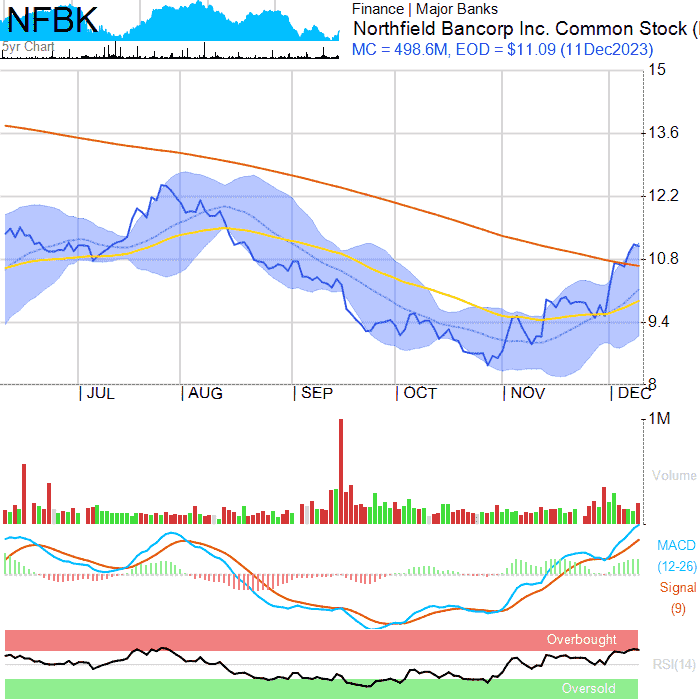 NFBK
5yr Chart
Finance | Major Banks
Northfield Bancorp Inc. Common Stock (
MC = 498.6M, EOD = $11.09 (11Dec2023)
15
13.6
12.2
10.8
9.4
8
| JUL | AUG | SEP | OCT | NOV | DEC
1M
Volume
MACD
(12-26)
Signal
(9)
Overbought
RSI(14)
Oversold